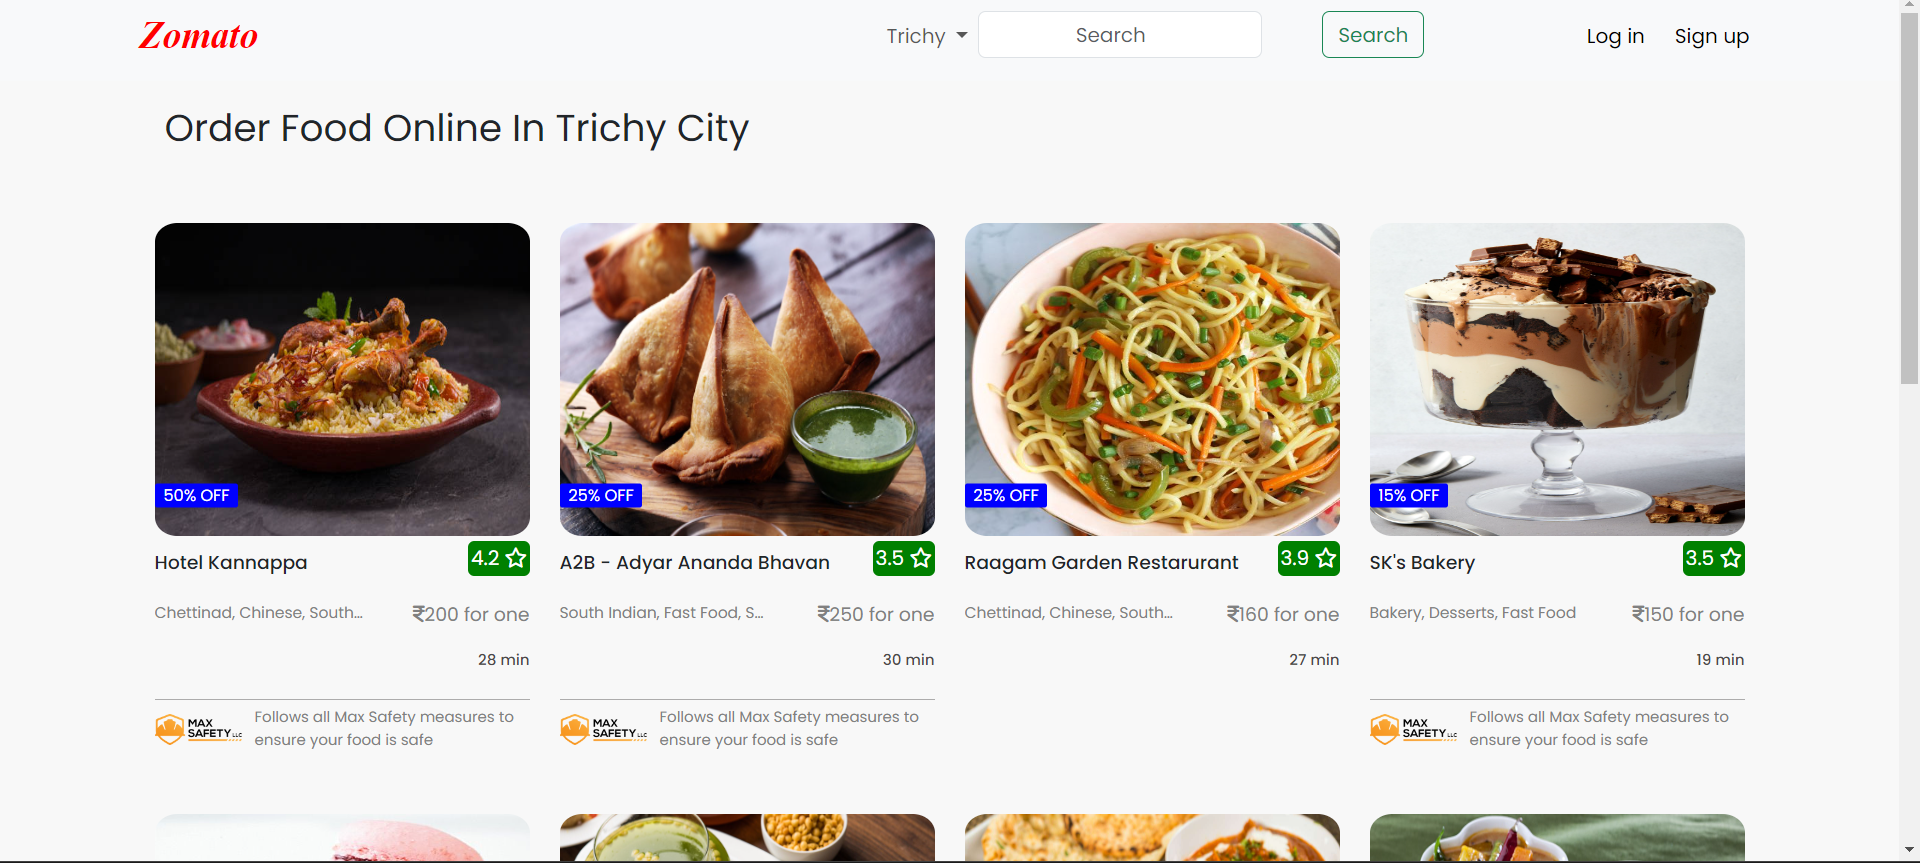 Zomato
Trichy
Search
Search
Log in
Sign up
Order Food Online In Trichy City
50% OFF
25% OFF
25% OFF
15% OFF
Hotel Kannappa
4.2
A2B - Adyar Ananda Bhavan
3.5
Raagam Garden Restarurant
3.9
SK's Bakery
3.5
Chettinad, Chinese, South...
₹200 for one
South Indian, Fast Food, S...
₹250 for one
Chettinad, Chinese, South...
₹160 for one
Bakery, Desserts, Fast Food
₹150 for one
28 min
30 min
27 min
19 min
MAX
SAFETY LLC
Follows all Max Safety measures to
ensure your food is safe
MAX
SAFETY LLC
Follows all Max Safety measures to
ensure your food is safe
MAX
SAFETY LLC
Follows all Max Safety measures to
ensure your food is safe